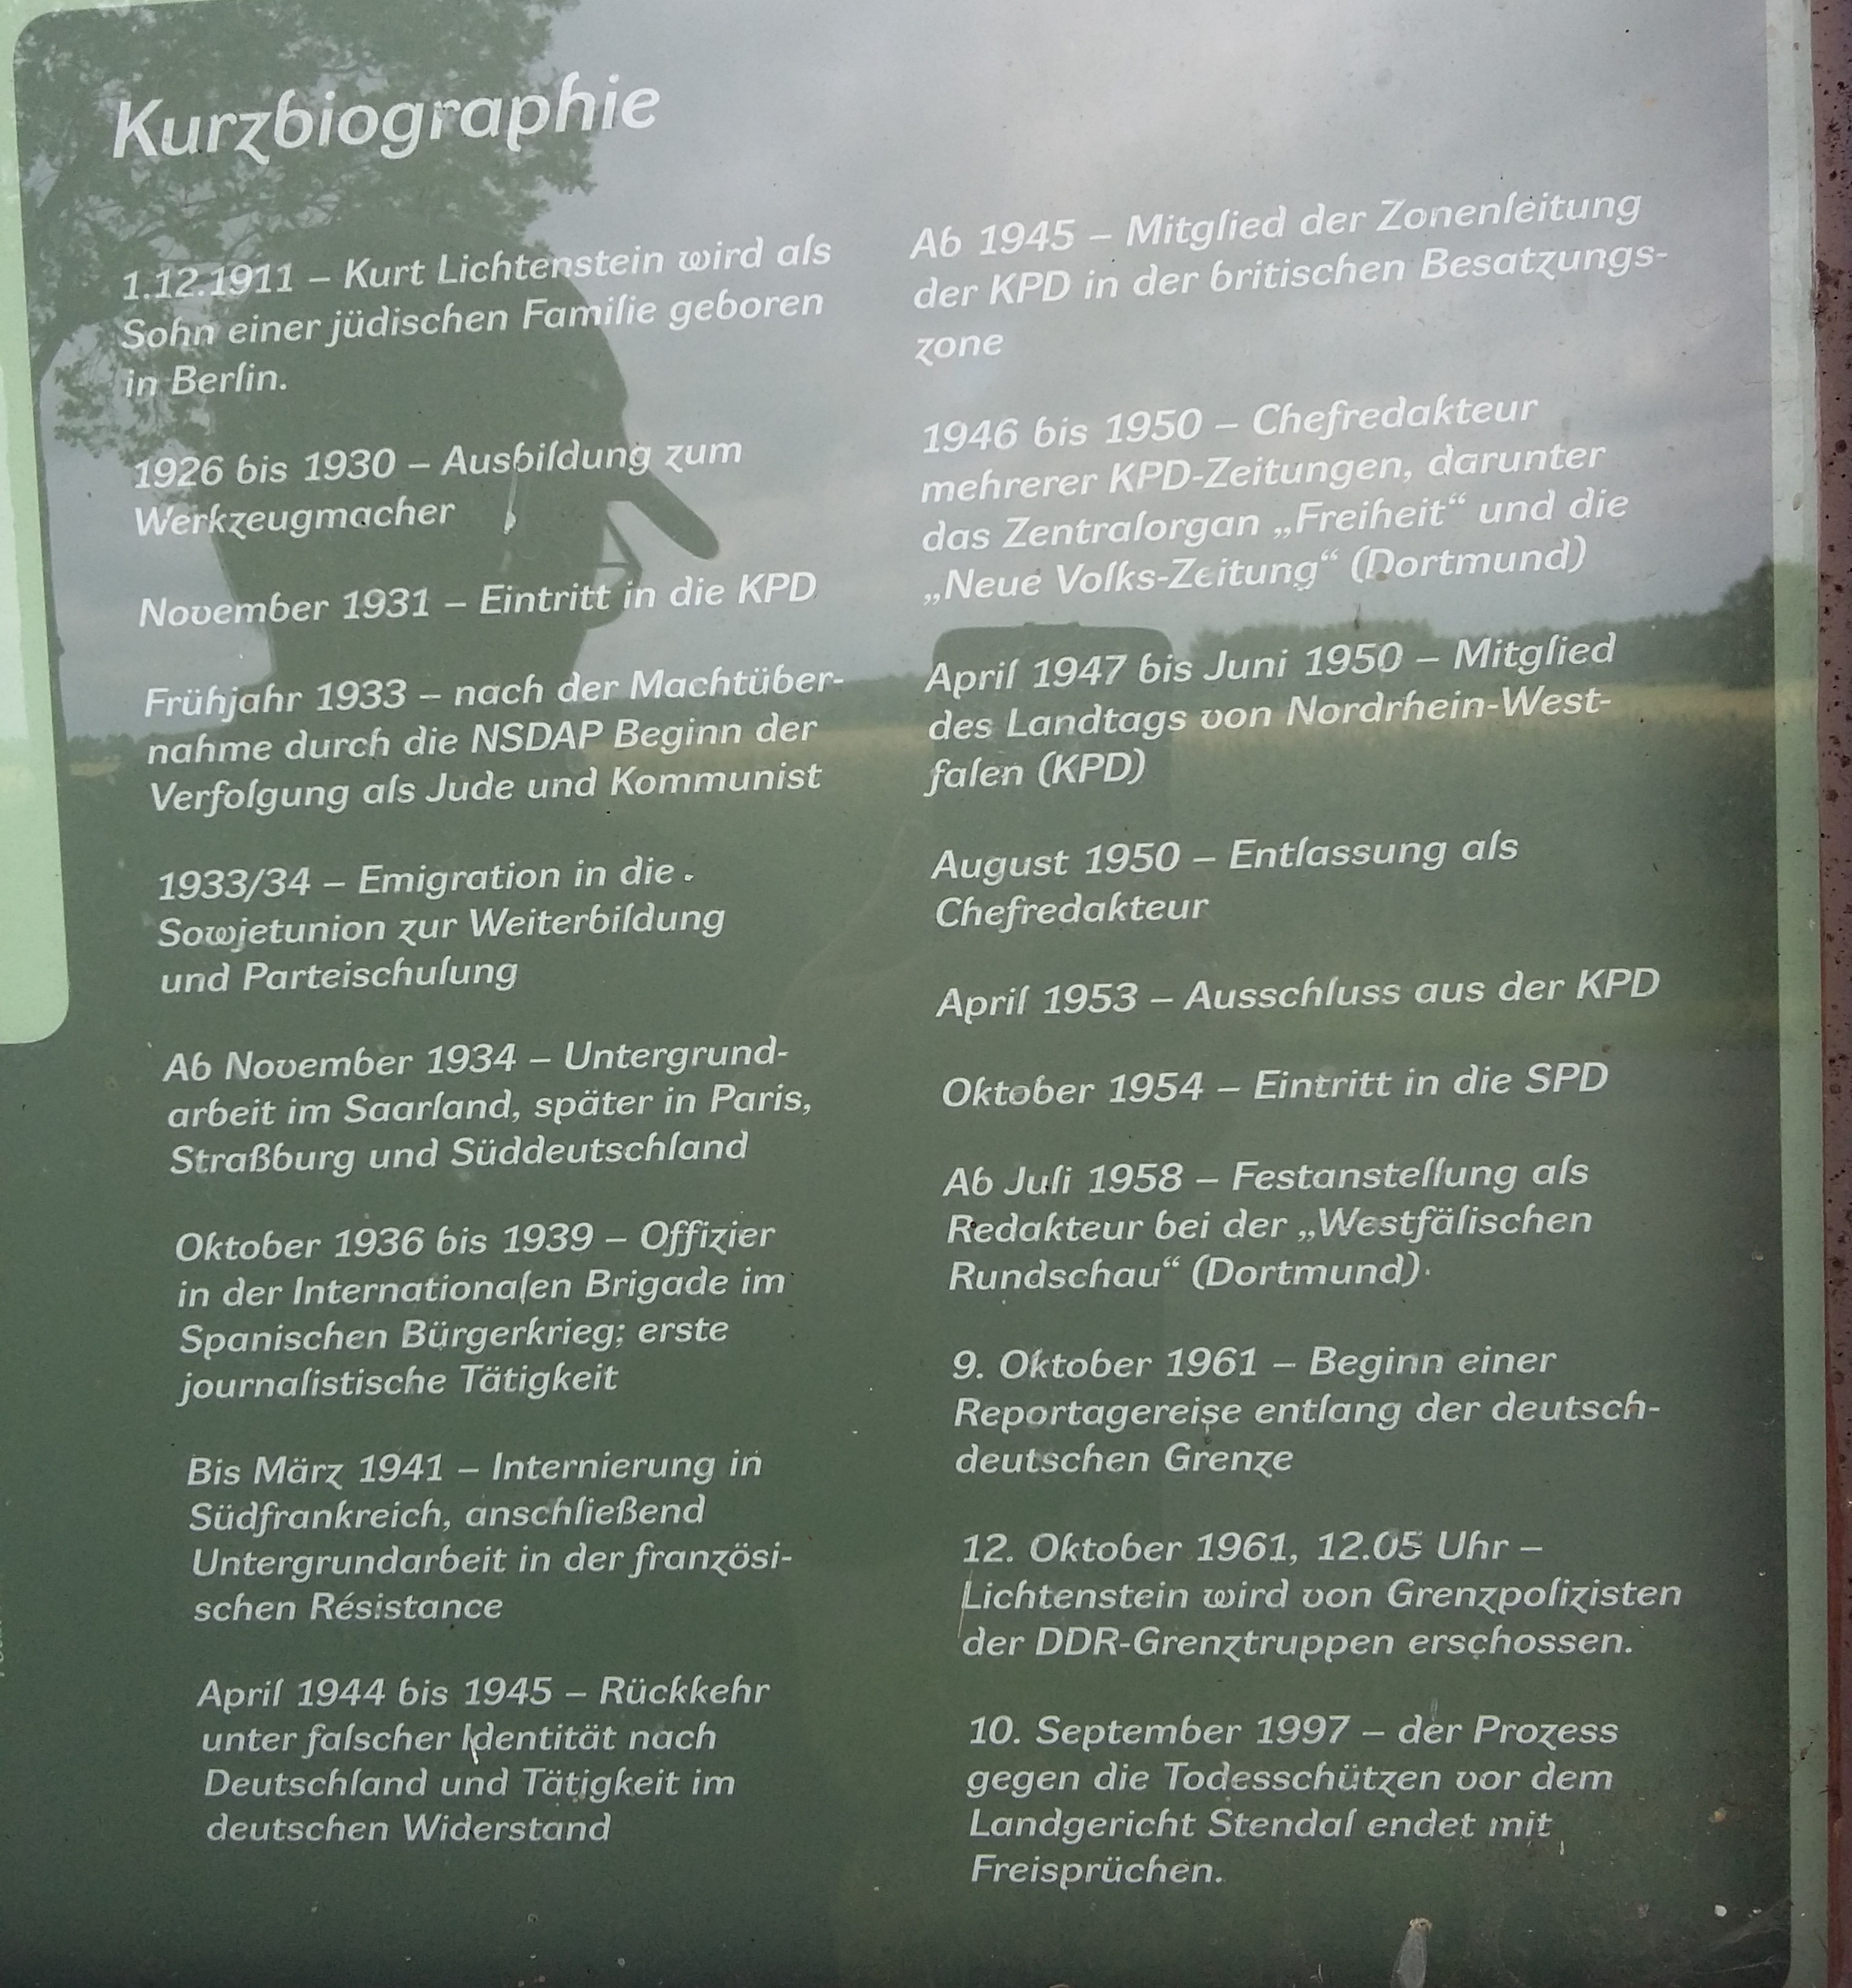 Kurzbiographie
1.12.1911 – Kurt Lichtenstein wird als
Sohn einer jüdischen Familie geboren
in Berlin.
1926 bis 1930 – Ausbildung zum
Werkzeugmacher
November 1931 – Eintritt in die KPD
Frühjahr 1933 – nach der Machtüber-
nahme durch die NSDAP Beginn der
Verfolgung als Jude und Kommunist
1933/34 – Emigration in die
Sowjetunion zur Weiterbildung
und Parteischulung
Ab November 1934 – Untergrund-
arbeit im Saarland, später in Paris,
Straßburg und Süddeutschland
Oktober 1936 bis 1939 – Offizier
in der Internationalen Brigade im
Spanischen Bürgerkrieg; erste
journalistische Tätigkeit
Bis März 1941 – Internierung in
Südfrankreich, anschließend
Untergrundarbeit in der französi-
schen Résistance
April 1944 bis 1945 – Rückkehr
unter falscher Identität nach
Deutschland und Tätigkeit im
deutschen Widerstand
Ab 1945 – Mitglied der Zonenleitung
der KPD in der britischen Besatzungs-
zone
1946 bis 1950 – Chefredakteur
mehrerer KPD-Zeitungen, darunter
das Zentralorgan „Freiheit“ und die
„Neue Volks-Zeitung“ (Dortmund)
April 1947 bis Juni 1950 – Mitglied
des Landtags von Nordrhein-West-
falen (KPD)
August 1950 – Entlassung als
Chefredakteur
April 1953 – Ausschluss aus der KPD
Oktober 1954 – Eintritt in die SPD
Ab Juli 1958 – Festanstellung als
Redakteur bei der „Westfälischen
Rundschau“ (Dortmund).
9. Oktober 1961 – Beginn einer
Reportagereise entlang der deutsch-
deutschen Grenze
12. Oktober 1961, 12.05 Uhr –
Lichtenstein wird von Grenzpolizisten
der DDR-Grenztruppen erschossen.
10. September 1997 – der Prozess
gegen die Todesschützen vor dem
Landgericht Stendal endet mit
Freisprüchen.